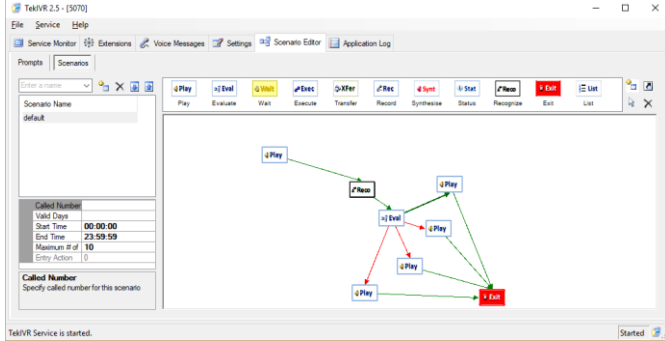 TekIVR 2.5 - [5070]
File Service Help
Service Monitor Extensions Voice Messages Settings Scenario Editor Application Log
Prompts Scenarios
Enter a name
Scenario Name
default
Called Number
Valid Days
Start Time 00:00:00
End Time 23:59:59
Maximum # of 10
Entry Action 0
Called Number
Specify called number for this scenario
Play Eval Wait Exec XFer Rec Synt Stat Reco Exit List
Play Evaluate Wait Execute Transfer Record Synthesise Status Recognize Exit List
Play
Reco
Play
Eval
Play
Play
Play
Exit
TekIVR Service is started. Started